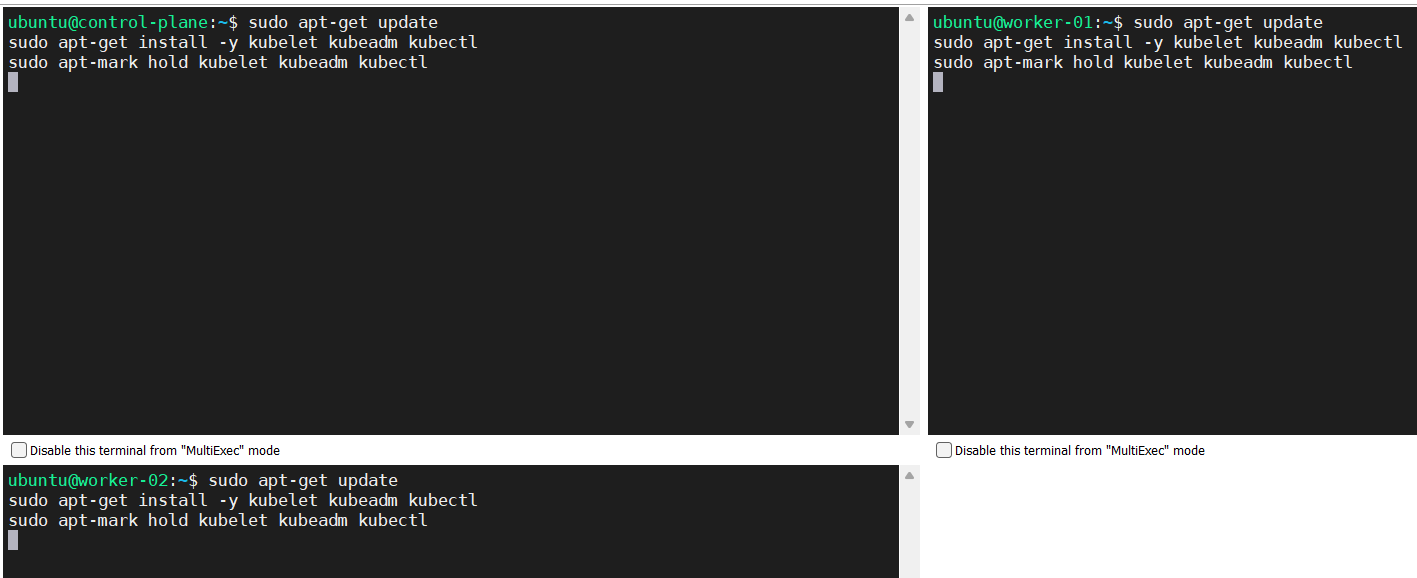 ubuntu@control-plane:~$ sudo apt-get update
sudo apt-get install -y kubelet kubeadm kubectl
sudo apt-mark hold kubelet kubeadm kubectl
Disable this terminal from "MultiExec" mode
ubuntu@worker-01:~$ sudo apt-get update
sudo apt-get install -y kubelet kubeadm kubectl
sudo apt-mark hold kubelet kubeadm kubectl
Disable this terminal from "MultiExec" mode
ubuntu@worker-02:~$ sudo apt-get update
sudo apt-get install -y kubelet kubeadm kubectl
sudo apt-mark hold kubelet kubeadm kubectl